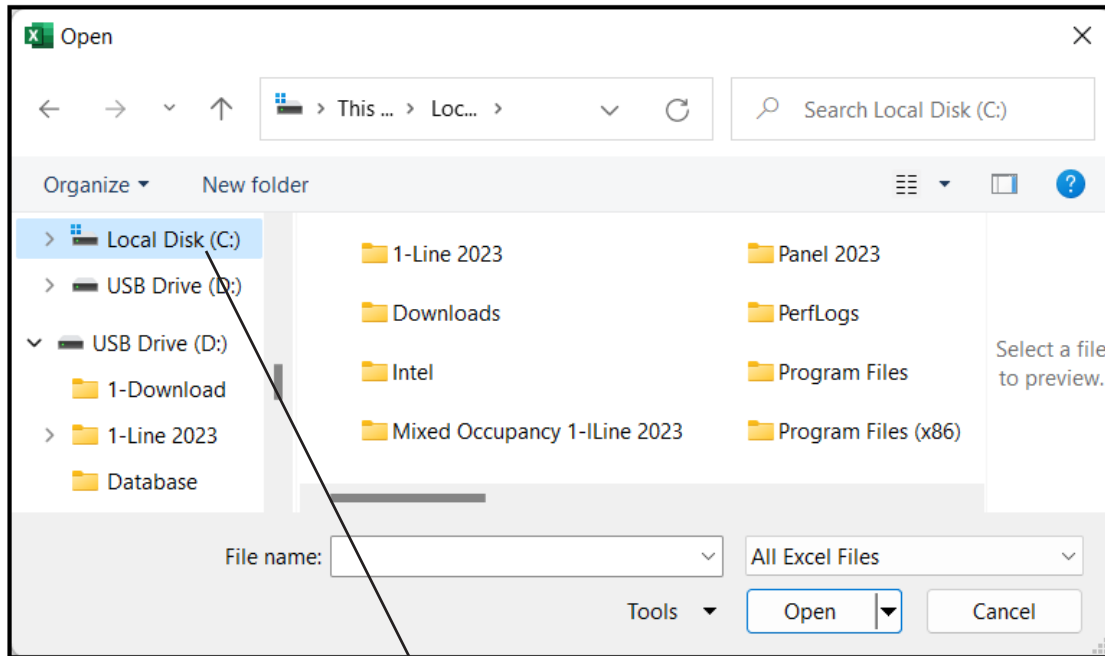 Open
This ... > Loc... >
Search Local Disk (C:)
Organize
New folder
Local Disk (C:)
USB Drive (D:)
USB Drive (D:)
1-Download
1-Line 2023
Database
1-Line 2023
Downloads
Intel
Mixed Occupancy 1-lLine 2023
Panel 2023
PerfLogs
Program Files
Program Files (x86)
Select a file
to preview.
File name:
All Excel Files
Tools
Open
Cancel